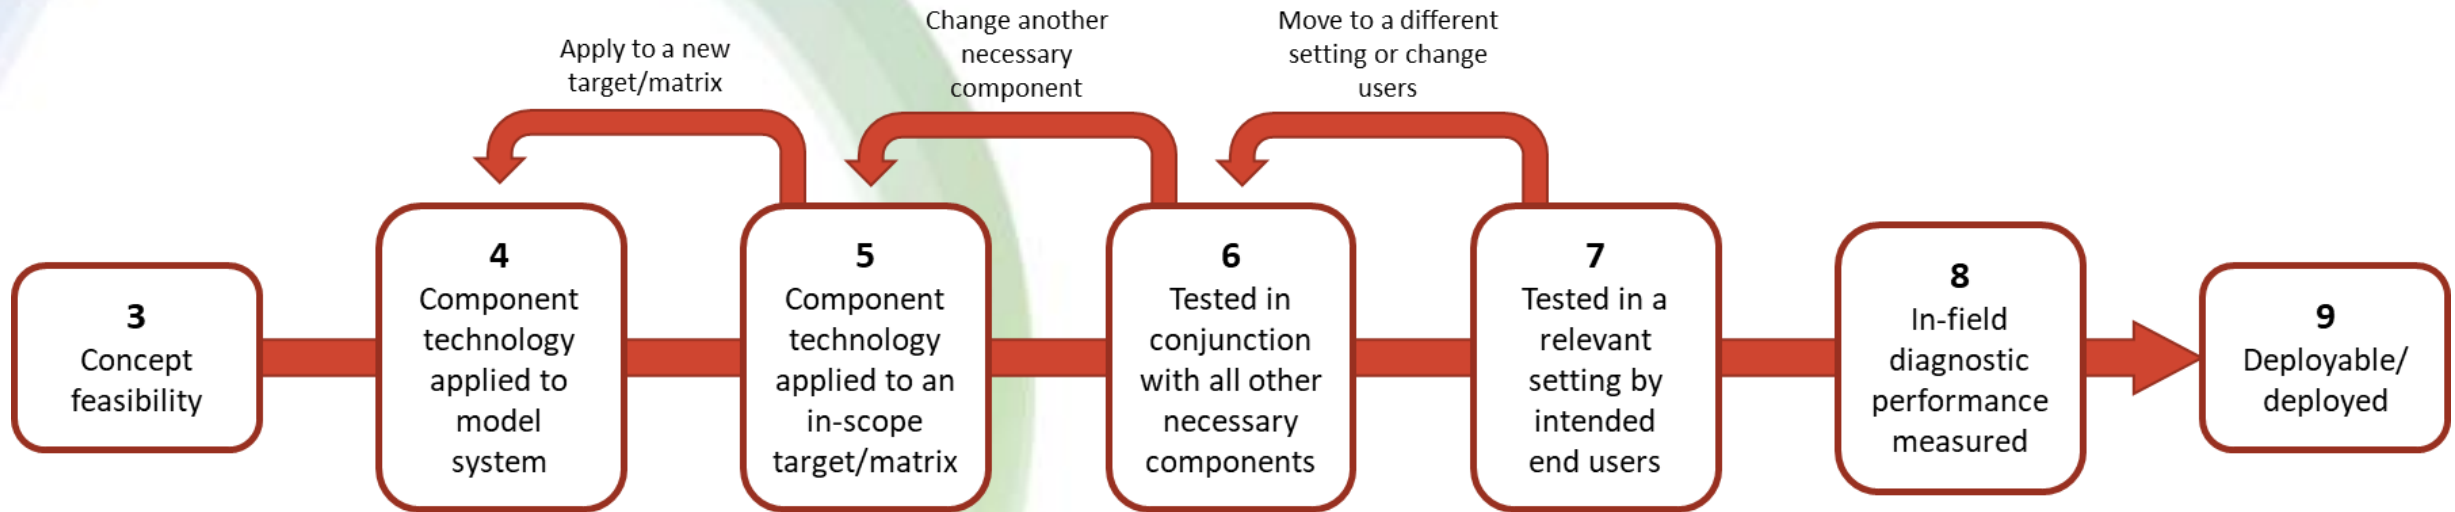 Apply to a new
target/matrix
Change another
necessary
component
Move to a different
setting or change
users
3
Concept
feasibility
4
Component
technology
applied to
model
system
5
Component
technology
applied to an
in-scope
target/matrix
6
Tested in
conjunction
with all other
necessary
components
7
Tested in a
relevant
setting by
intended
end users
8
In-field
diagnostic
performance
measured
9
Deployable/
deployed